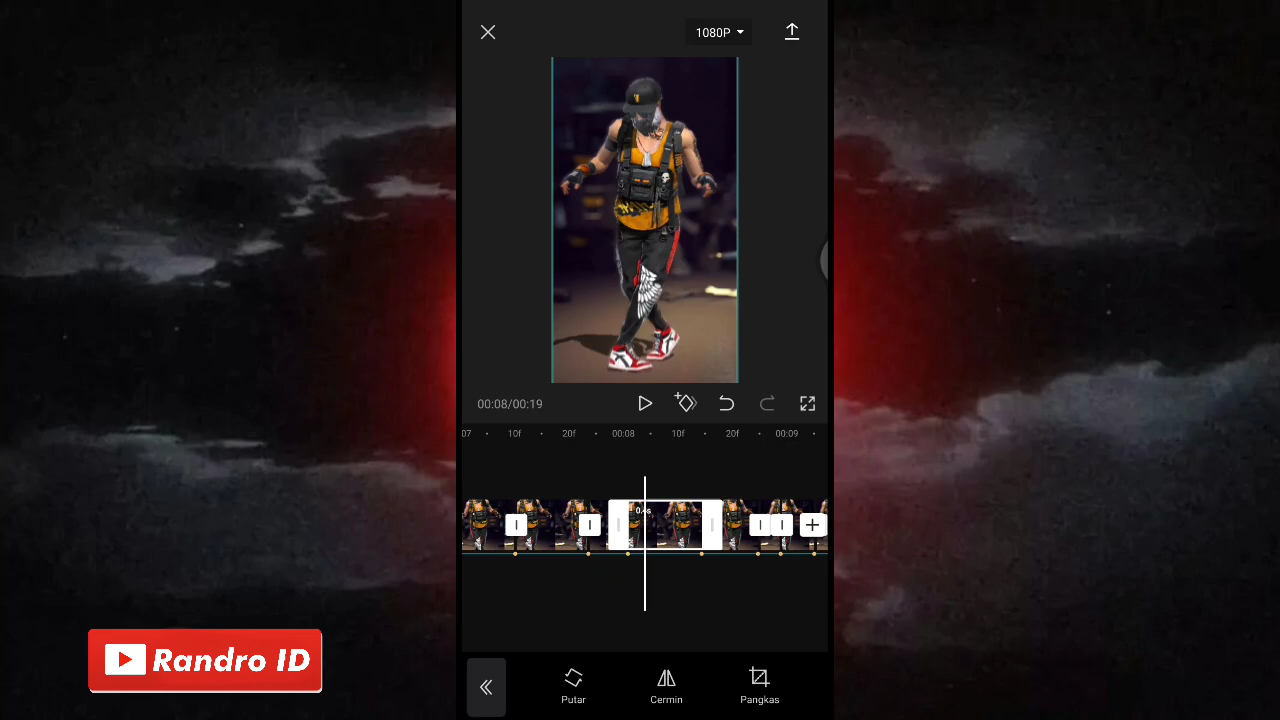 1080P
00:08/00:19
07 10f 20f 00:08 10f 20f 00:09
Putar Cermin Pangkas
Randro ID